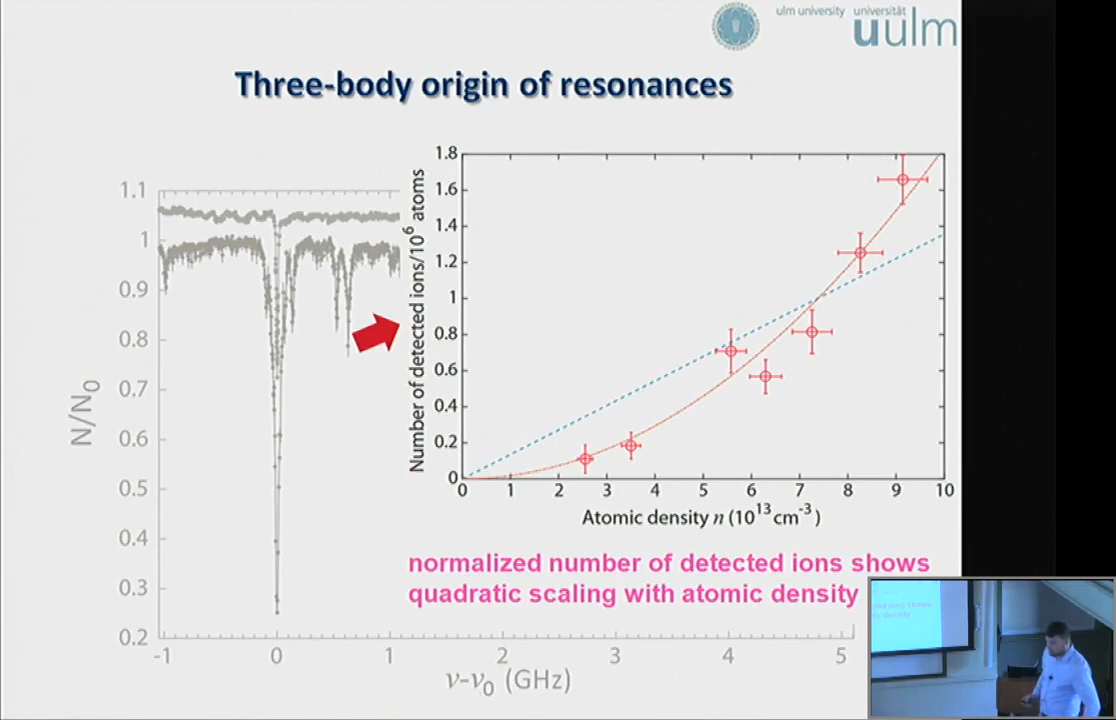 ulm university universität
uulm
Three-body origin of resonances
1.1
1
0.9
0.8
0.7
0.6
0.5
0.4
0.3
0.2
N/N0
-1 0 1 2 3 4 5
ν-ν0 (GHz)
1.8
1.6
1.4
1.2
1
0.8
0.6
0.4
0.2
0
Number of detected ions/10^6 atoms
0 1 2 3 4 5 6 7 8 9 10
Atomic density n (10^13 cm^-3)
normalized number of detected ions shows
quadratic scaling with atomic density